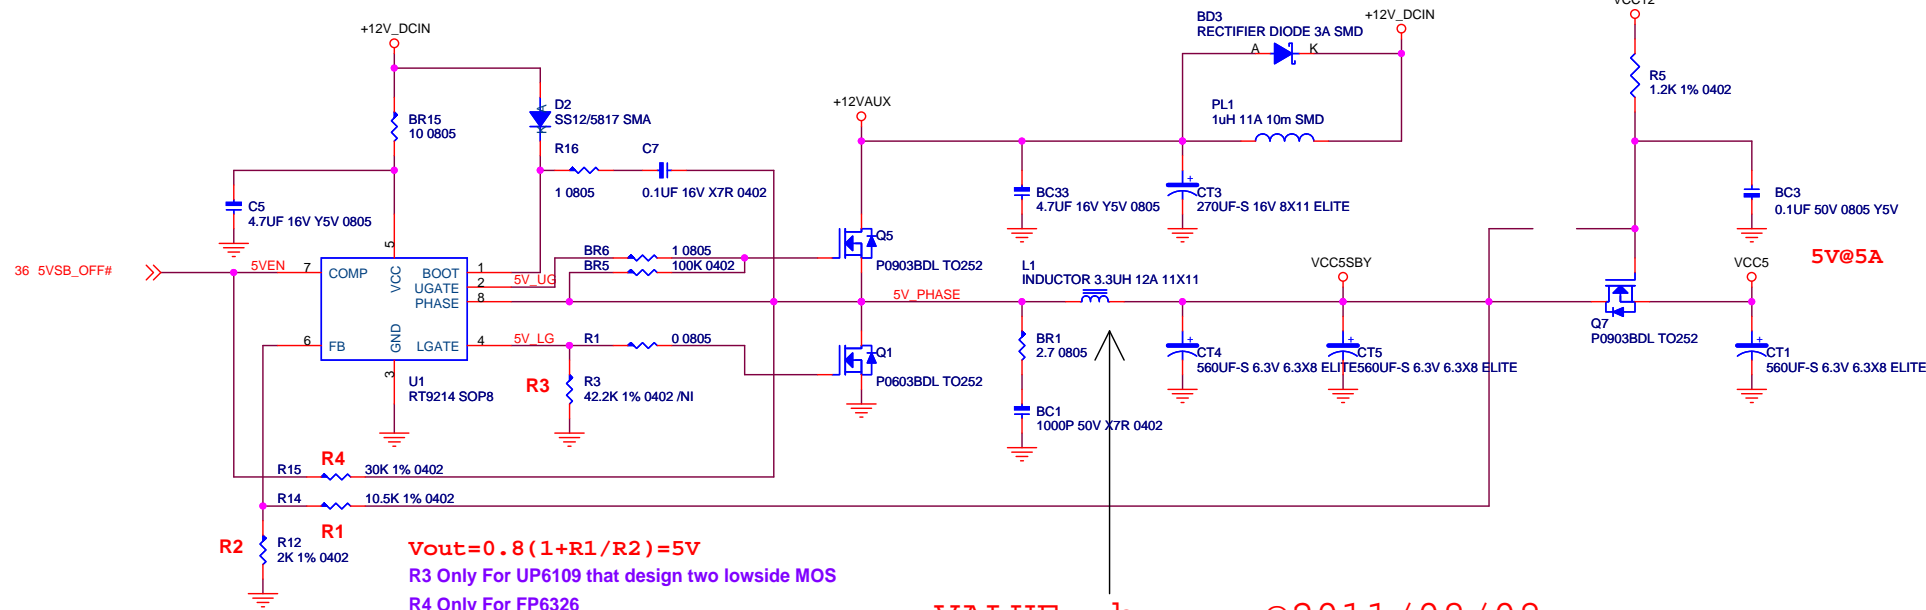 +12V_DCIN
BD3
RECTIFIER DIODE 3A SMD
A K
+12V_DCIN
VCC12
BR15
10 0805
D2
SS12/5817 SMA
R16
1 0805
C7
0.1UF 16V X7R 0402
+12VAUX
PL1
1uH 11A 10m SMD
R5
1.2K 1% 0402
C5
4.7UF 16V Y5V 0805
BC33
4.7UF 16V Y5V 0805
+
CT3
270UF-S 16V 8X11 ELITE
BC3
0.1UF 50V 0805 Y5V
5V@5A
36 5VSB_OFF#
5VEN
7
COMP
5
VCC
BOOT
1
UGATE
2
5V_UG
PHASE
8
6
FB
GND
3
LGATE
4
5V_LG
U1
RT9214 SOP8
BR6
1 0805
BR5
100K 0402
Q5
P0903BDL TO252
5V_PHASE
L1
INDUCTOR 3.3UH 12A 11X11
VCC5SBY
VCC5
R1
0 0805
R3
R3
42.2K 1% 0402 /NI
Q1
P0603BDL TO252
BR1
2.7 0805
BC1
1000P 50V X7R 0402
+
CT4
560UF-S 6.3V 6.3X8 ELITE
+
CT5
560UF-S 6.3V 6.3X8 ELITE
Q7
P0903BDL TO252
+
CT1
560UF-S 6.3V 6.3X8 ELITE
R4
R15
30K 1% 0402
R14
10.5K 1% 0402
R1
R2
R12
2K 1% 0402
Vout=0.8(1+R1/R2)=5V
R3 Only For UP6109 that design two lowside MOS
R4 Only For FP6326